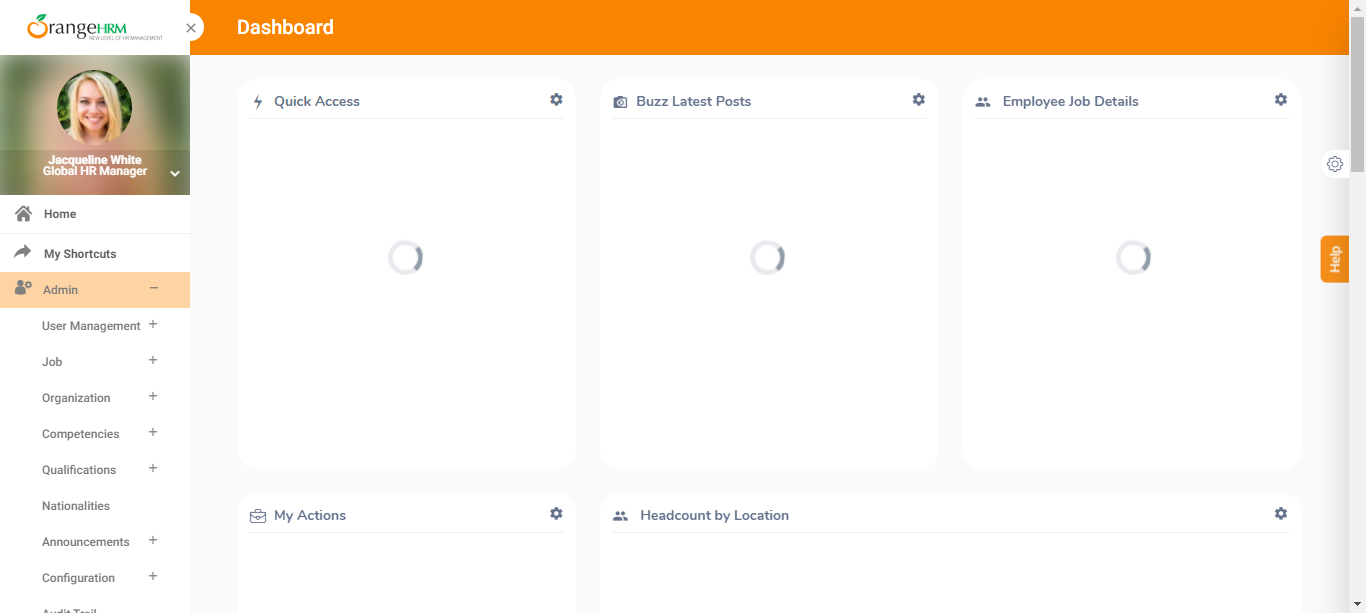 OrangeHRM
NEW LEVEL OF HR MANAGEMENT
Dashboard
Jacqueline White
Global HR Manager
Home
My Shortcuts
Admin
User Management
Job
Organization
Competencies
Qualifications
Nationalities
Announcements
Configuration
Audit Trail
Quick Access
Buzz Latest Posts
Employee Job Details
My Actions
Headcount by Location
Help